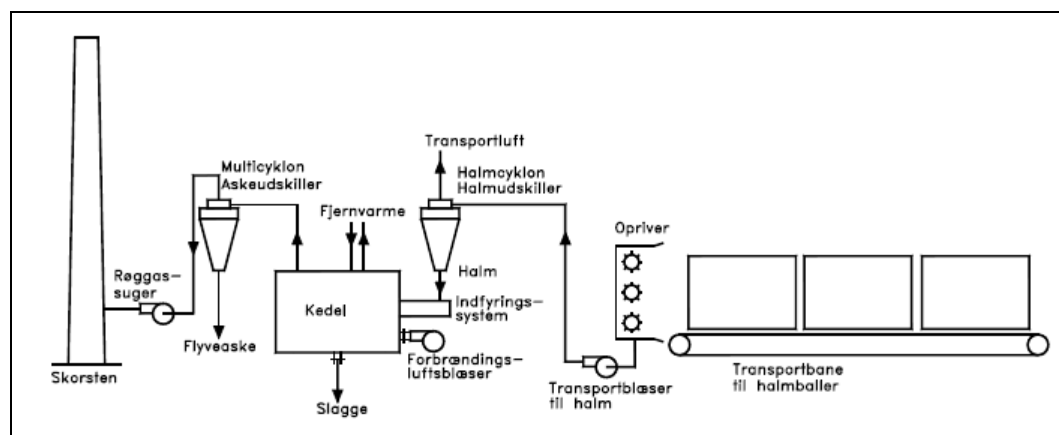 Transportluft
Multicyklon
Askeudskiller
Halmcyklon
Halmudskiller
Fjernvarme
Opriver
Røggas-
suger
Halm
Kedel
Indfyrings-
system
Flyveaske
Forbrændings-
luftsblæser
Skorsten
Slagge
Transportblæser
til halm
Transportbane
til halmballer